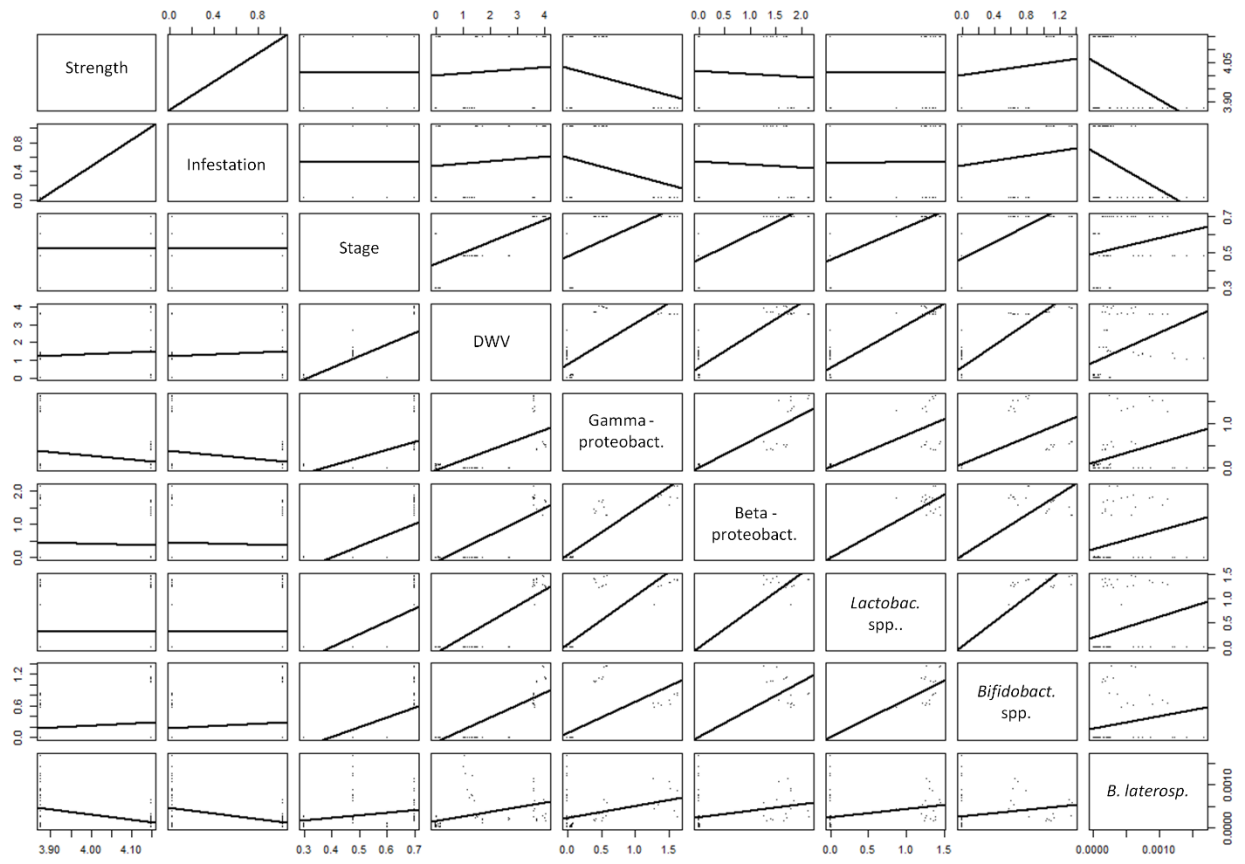 0.0 0.4 0.8 0 1 2 3 4 0.0 0.5 1.0 1.5 2.0 0.0 0.4 0.8 1.2
Strength
3.90 4.05
0.0 0.4 0.8
Infestation
Stage
0.3 0.5 0.7
0 1 2 3 4
DWV
Gamma -
proteobact.
0.0 1.0
0.0 1.0 2.0
Beta -
proteobact.
Lactobac.
spp..
0.0 0.5 1.0 1.5
0.0 0.6 1.2
Bifidobact.
spp.
B. laterosp.
0.0000 0.0010
3.90 4.00 4.10 0.3 0.4 0.5 0.6 0.7 0.0 0.5 1.0 1.5 0.0 0.5 1.0 1.5 0.0000 0.0010